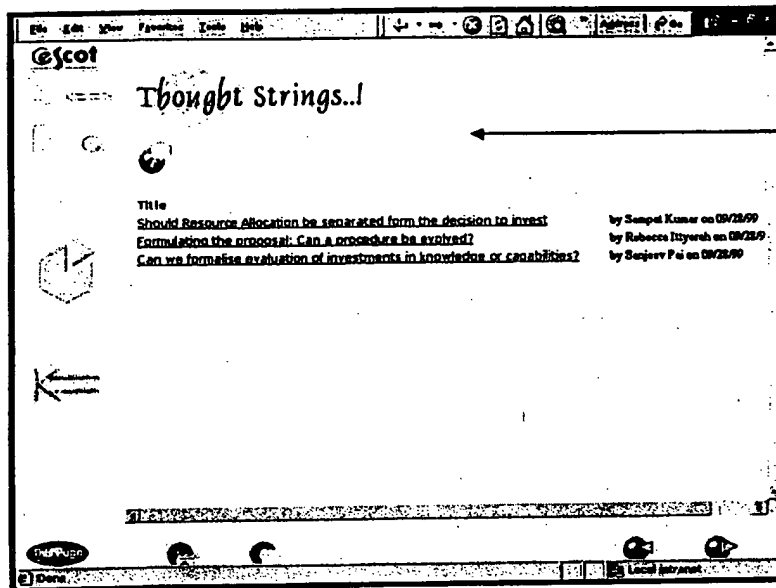 File Edit View Favorites Tools Help Address Go
eScot
Thought Strings..!
Title
Should Resource Allocation be separated form the decision to invest by Sampat Kumar on 09/28/99
Formulating the proposal: Can a procedure be evolved? by Rebecca Ittyerah on 09/28/9
Can we formalise evaluation of investments in knowledge or capabilities? by Sanjeev Pai on 09/28/99
Done Local intranet